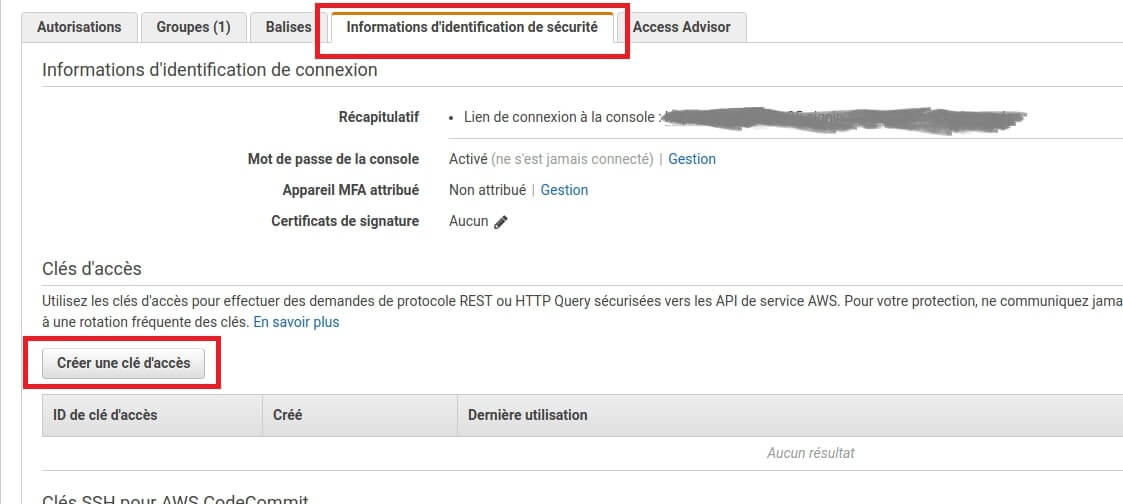 Autorisations Groupes (1) Balises Informations d'identification de sécurité Access Advisor
Informations d'identification de connexion
Récapitulatif • Lien de connexion à la console :
Mot de passe de la console Activé (ne s'est jamais connecté) | Gestion
Appareil MFA attribué Non attribué | Gestion
Certificats de signature Aucun
Clés d'accès
Utilisez les clés d'accès pour effectuer des demandes de protocole REST ou HTTP Query sécurisées vers les API de service AWS. Pour votre protection, ne communiquez jama
à une rotation fréquente des clés. En savoir plus
Créer une clé d'accès
ID de clé d'accès Créé Dernière utilisation
Aucun résultat
Clés SSH pour AWS CodeCommit